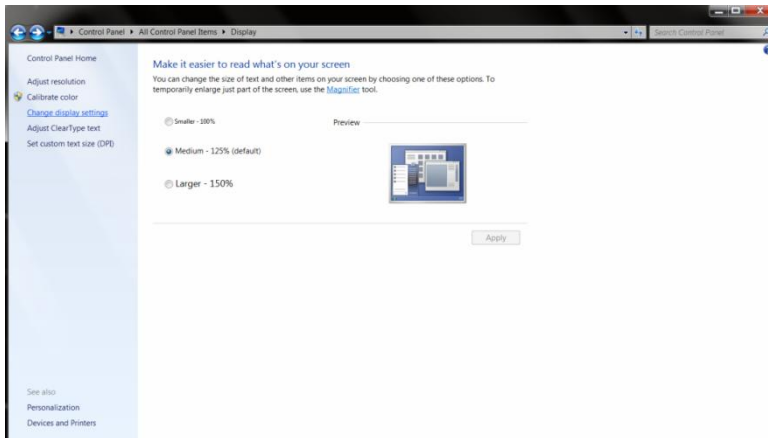 Control Panel ▸ All Control Panel Items ▸ Display
Search Control Panel
Control Panel Home
Adjust resolution
Calibrate color
Change display settings
Adjust ClearType text
Set custom text size (DPI)
Make it easier to read what's on your screen
You can change the size of text and other items on your screen by choosing one of these options. To
temporarily enlarge just part of the screen, use the Magnifier tool.
Smaller - 100%
Preview
Medium - 125% (default)
Larger - 150%
Apply
See also
Personalization
Devices and Printers